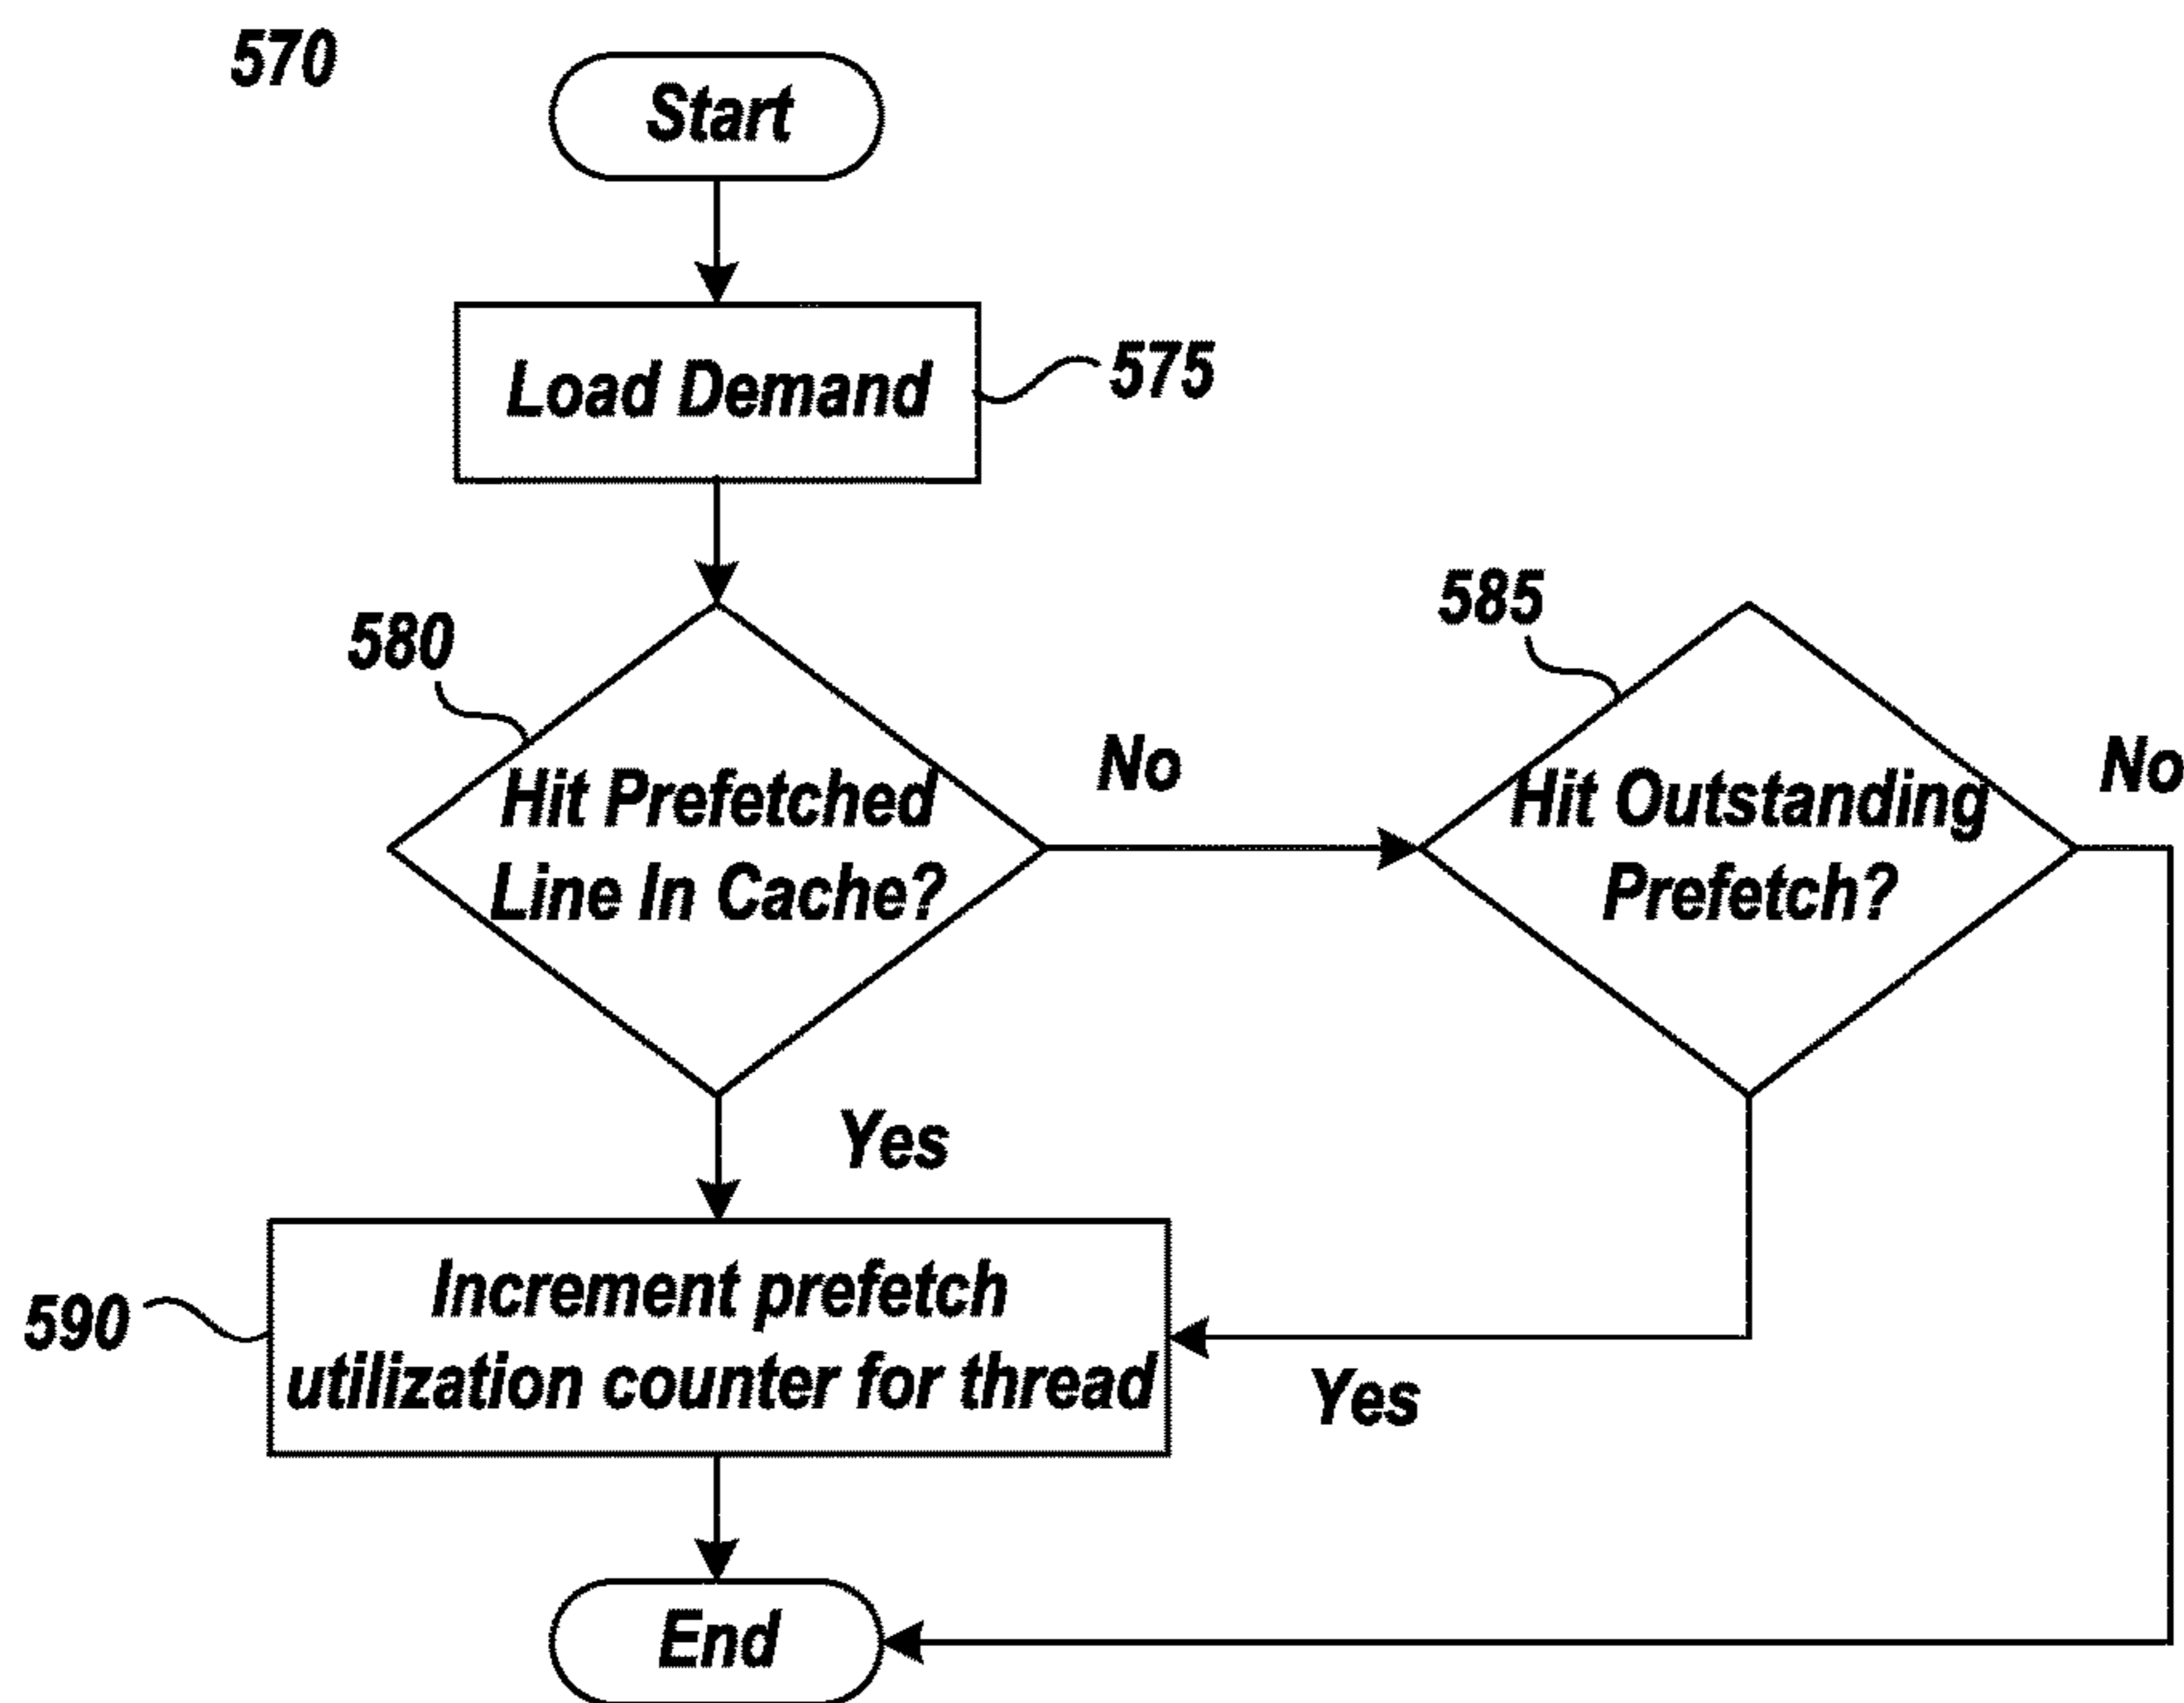 570
Start
Load Demand
575
580
Hit Prefetched
Line In Cache?
No
585
Hit Outstanding
Prefetch?
No
Yes
590
Increment prefetch
utilization counter for thread
Yes
End